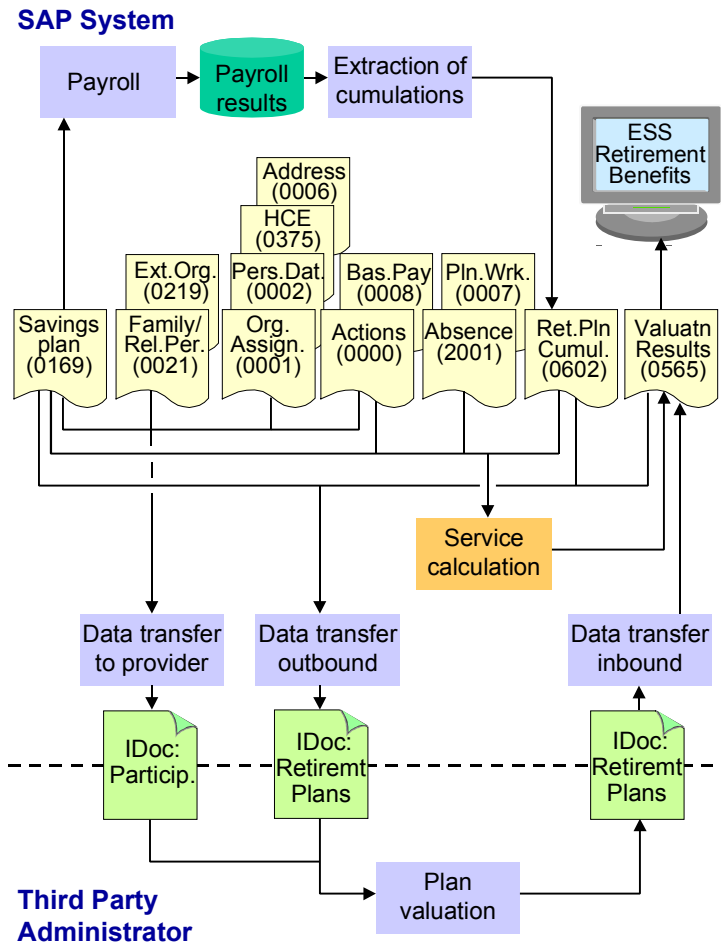 SAP System
Payroll
Payroll
results
Extraction of
cumulations
ESS
Retirement
Benefits
Address
(0006)
HCE
(0375)
Ext.Org.
(0219)
Pers.Dat.
(0002)
Bas.Pay
(0008)
Pln.Wrk.
(0007)
Savings
plan
(0169)
Family/
Rel.Per.
(0021)
Org.
Assign.
(0001)
Actions
(0000)
Absence
(2001)
Ret.Pln
Cumul.
(0602)
Valuatn
Results
(0565)
Service
calculation
Data transfer
to provider
Data transfer
outbound
Data transfer
inbound
IDoc:
Particip.
IDoc:
Retiremt
Plans
IDoc:
Retiremt
Plans
Plan
valuation
Third Party
Administrator